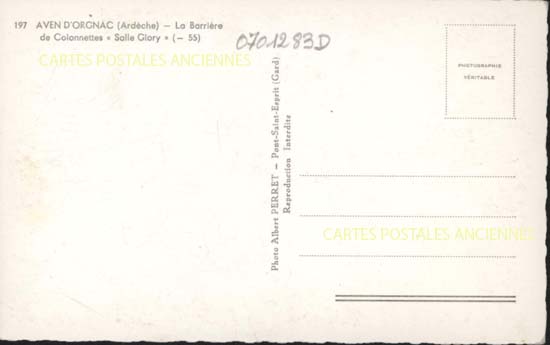 197 AVEN D'ORGNAC (Ardèche) — La Barrière
de Colonnettes « Salle Glory » (— 55)
0701283D
CARTES POSTALES ANCIENNES
PHOTOGRAPHIE
VÉRITABLE
Photo Albert PERRET — Pont-Saint-Esprit (Gard)
Reproduction Interdite
CARTES POSTALES ANCIENNES